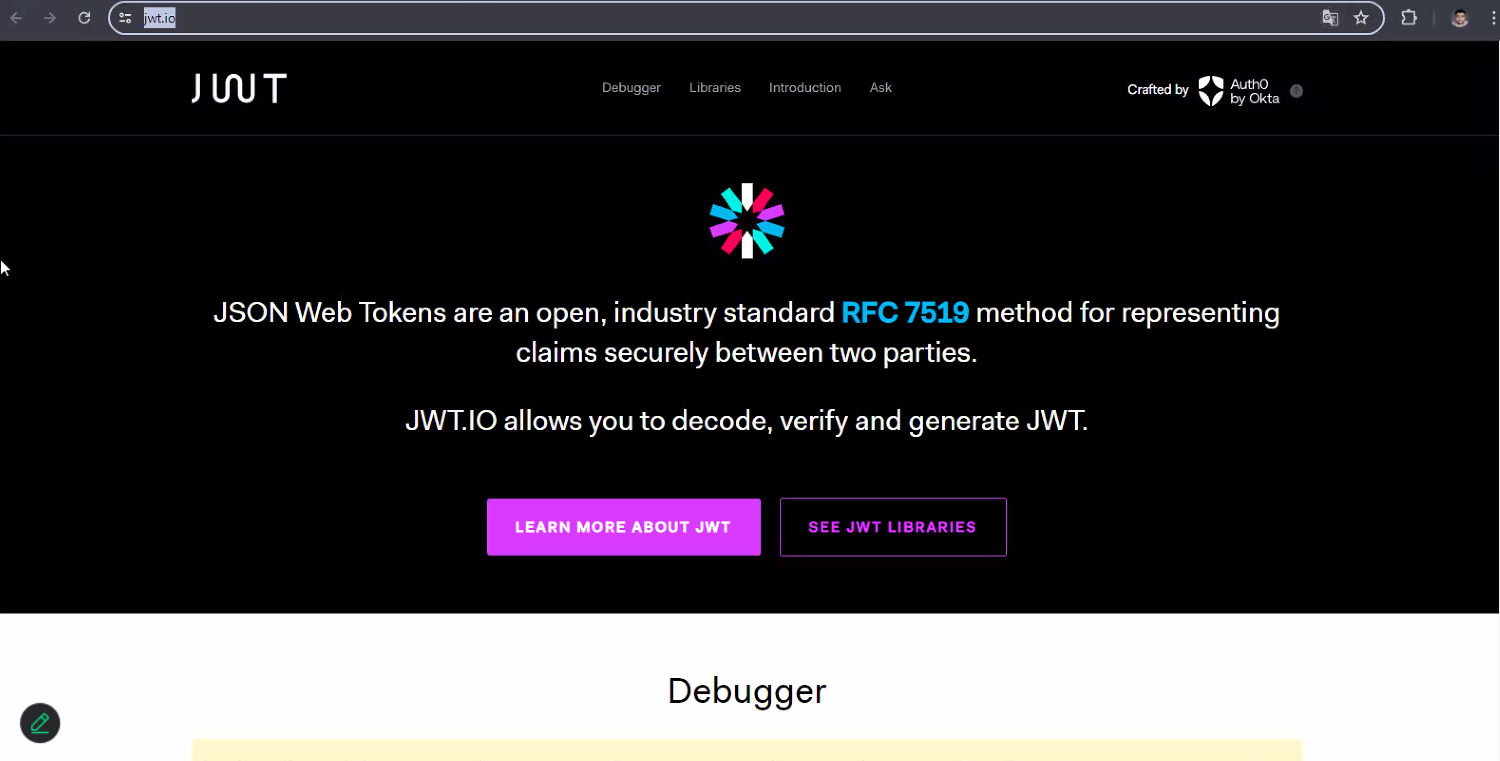 jwt.io
JWT
Debugger Libraries Introduction Ask
Crafted by
Auth0
by Okta
?
JSON Web Tokens are an open, industry standard RFC 7519 method for representing
claims securely between two parties.
JWT.IO allows you to decode, verify and generate JWT.
LEARN MORE ABOUT JWT
SEE JWT LIBRARIES
Debugger